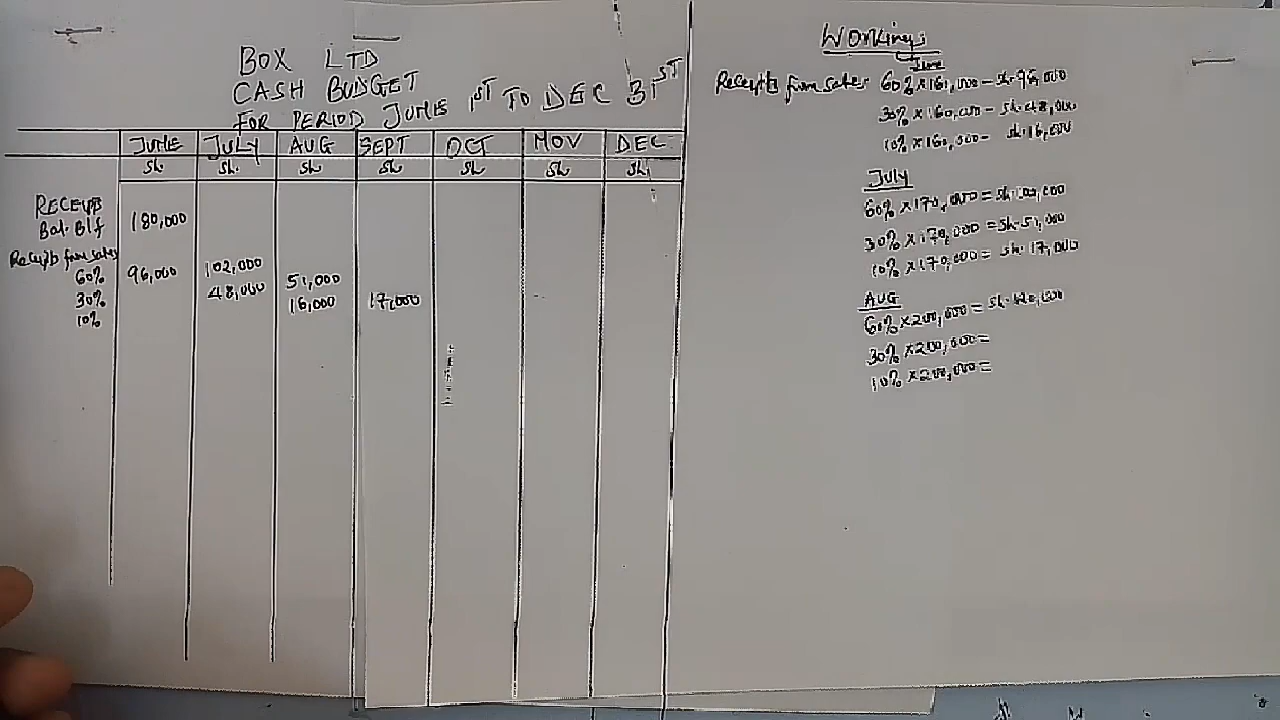 BOX LTD
CASH BUDGET
FOR PERIOD JUNE 1ST TO DEC 31ST
JUNE JULY AUG SEPT OCT NOV DEC
Sh Sh. Sh Sh Sh Sh Sh
RECEIPTS
Bal. B/f 180,000
Receipts from sales
60% 96,000 102,000
30% 48,000 51,000
10% 16,000 17,000
Workings
June
Receipts from sales 60% x 160,000 - sh. 96,000
30% x 160,000 - sh. 48,000
10% x 160,000 - sh. 16,000
July
60% x 170,000 = sh. 102,000
30% x 170,000 = sh. 51,000
10% x 170,000 = sh. 17,000
AUG
60% x 200,000 = sh. 120,000
30% x 200,000 =
10% x 200,000 =